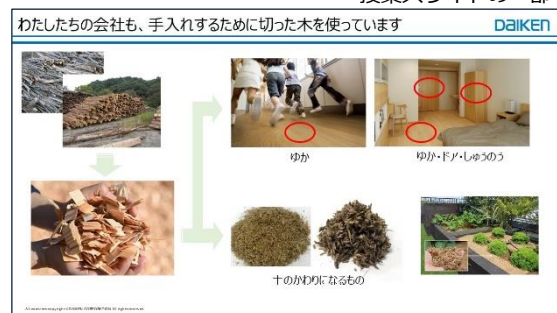 わたしたちの会社も、手入れするために切った木を使っています
DAIKEN
ゆか
ゆか・ドア・しゅうのう
土のかわりになるもの